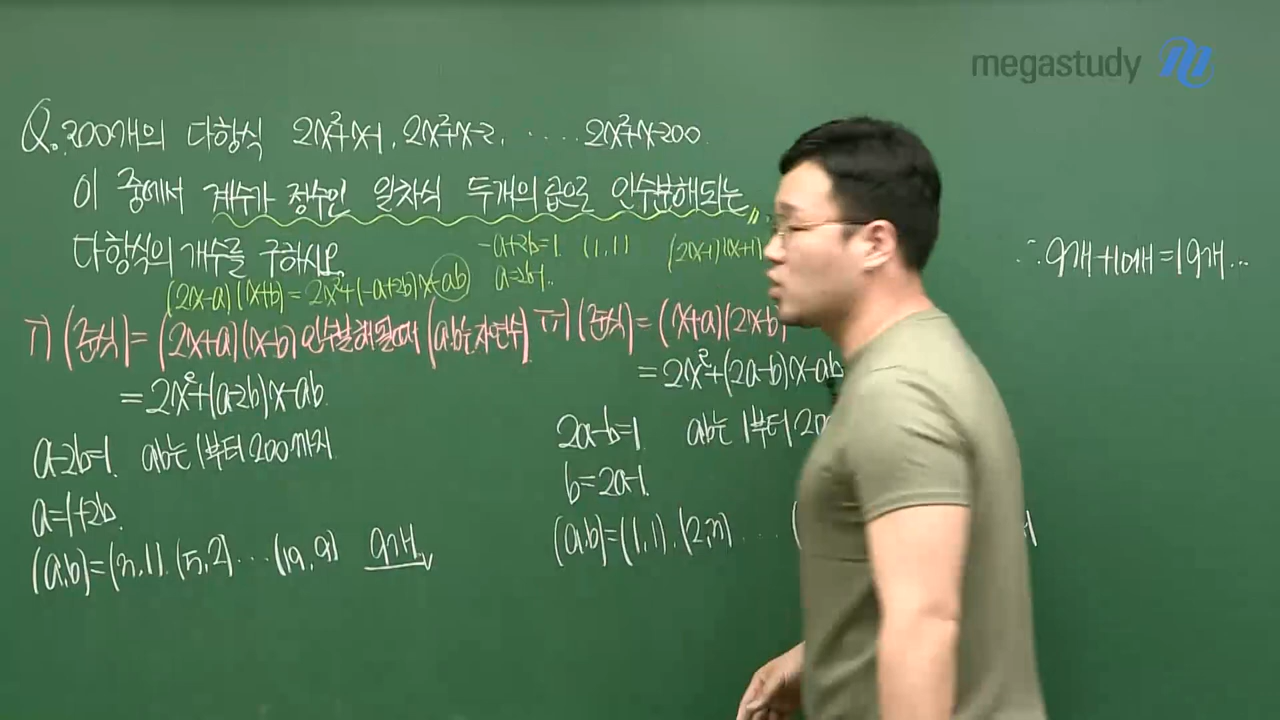 megastudy
Q. 200개의 다항식 2x²+x-1, 2x²+x-2, ..... 2x²+x-200.
이 중에서 계수가 정수인 일차식 두개의 곱으로 인수분해되는
다항식의 개수를 구하시오.
-a+2b=1. (1,1) (2x-1)(x+1)
a=2b-1..
(2x-a)(x+b)=2x²+(-a+2b)x-ab
i) (준식)=(2x+a)(x-b) 인수분해될때 (a,b는 자연수)
=2x²+(a-2b)x-ab.
a-2b=1. ab는 1부터 200까지
a=1+2b.
(a,b)=(3,1).(5,2)...(19,9) 9개
ii) (준식)=(x+a)(2x-b)
=2x²+(2a-b)x-ab
2a-b=1. ab는 1부터 20
b=2a-1.
(a,b)=(1,1).(2,3)....(
∴ 9개+10개=19개...